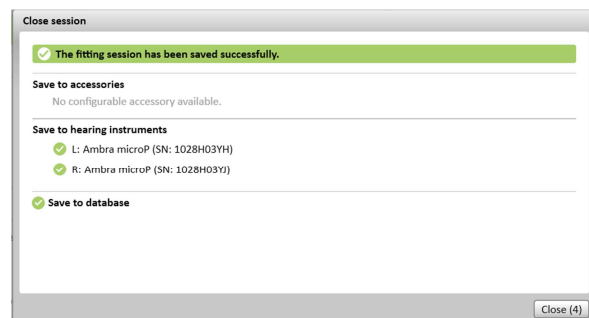 Close session
The fitting session has been saved successfully.
Save to accessories
No configurable accessory available.
Save to hearing instruments
L: Ambra microP (SN: 1028H03YH)
R: Ambra microP (SN: 1028H03YJ)
Save to database
Close (4)